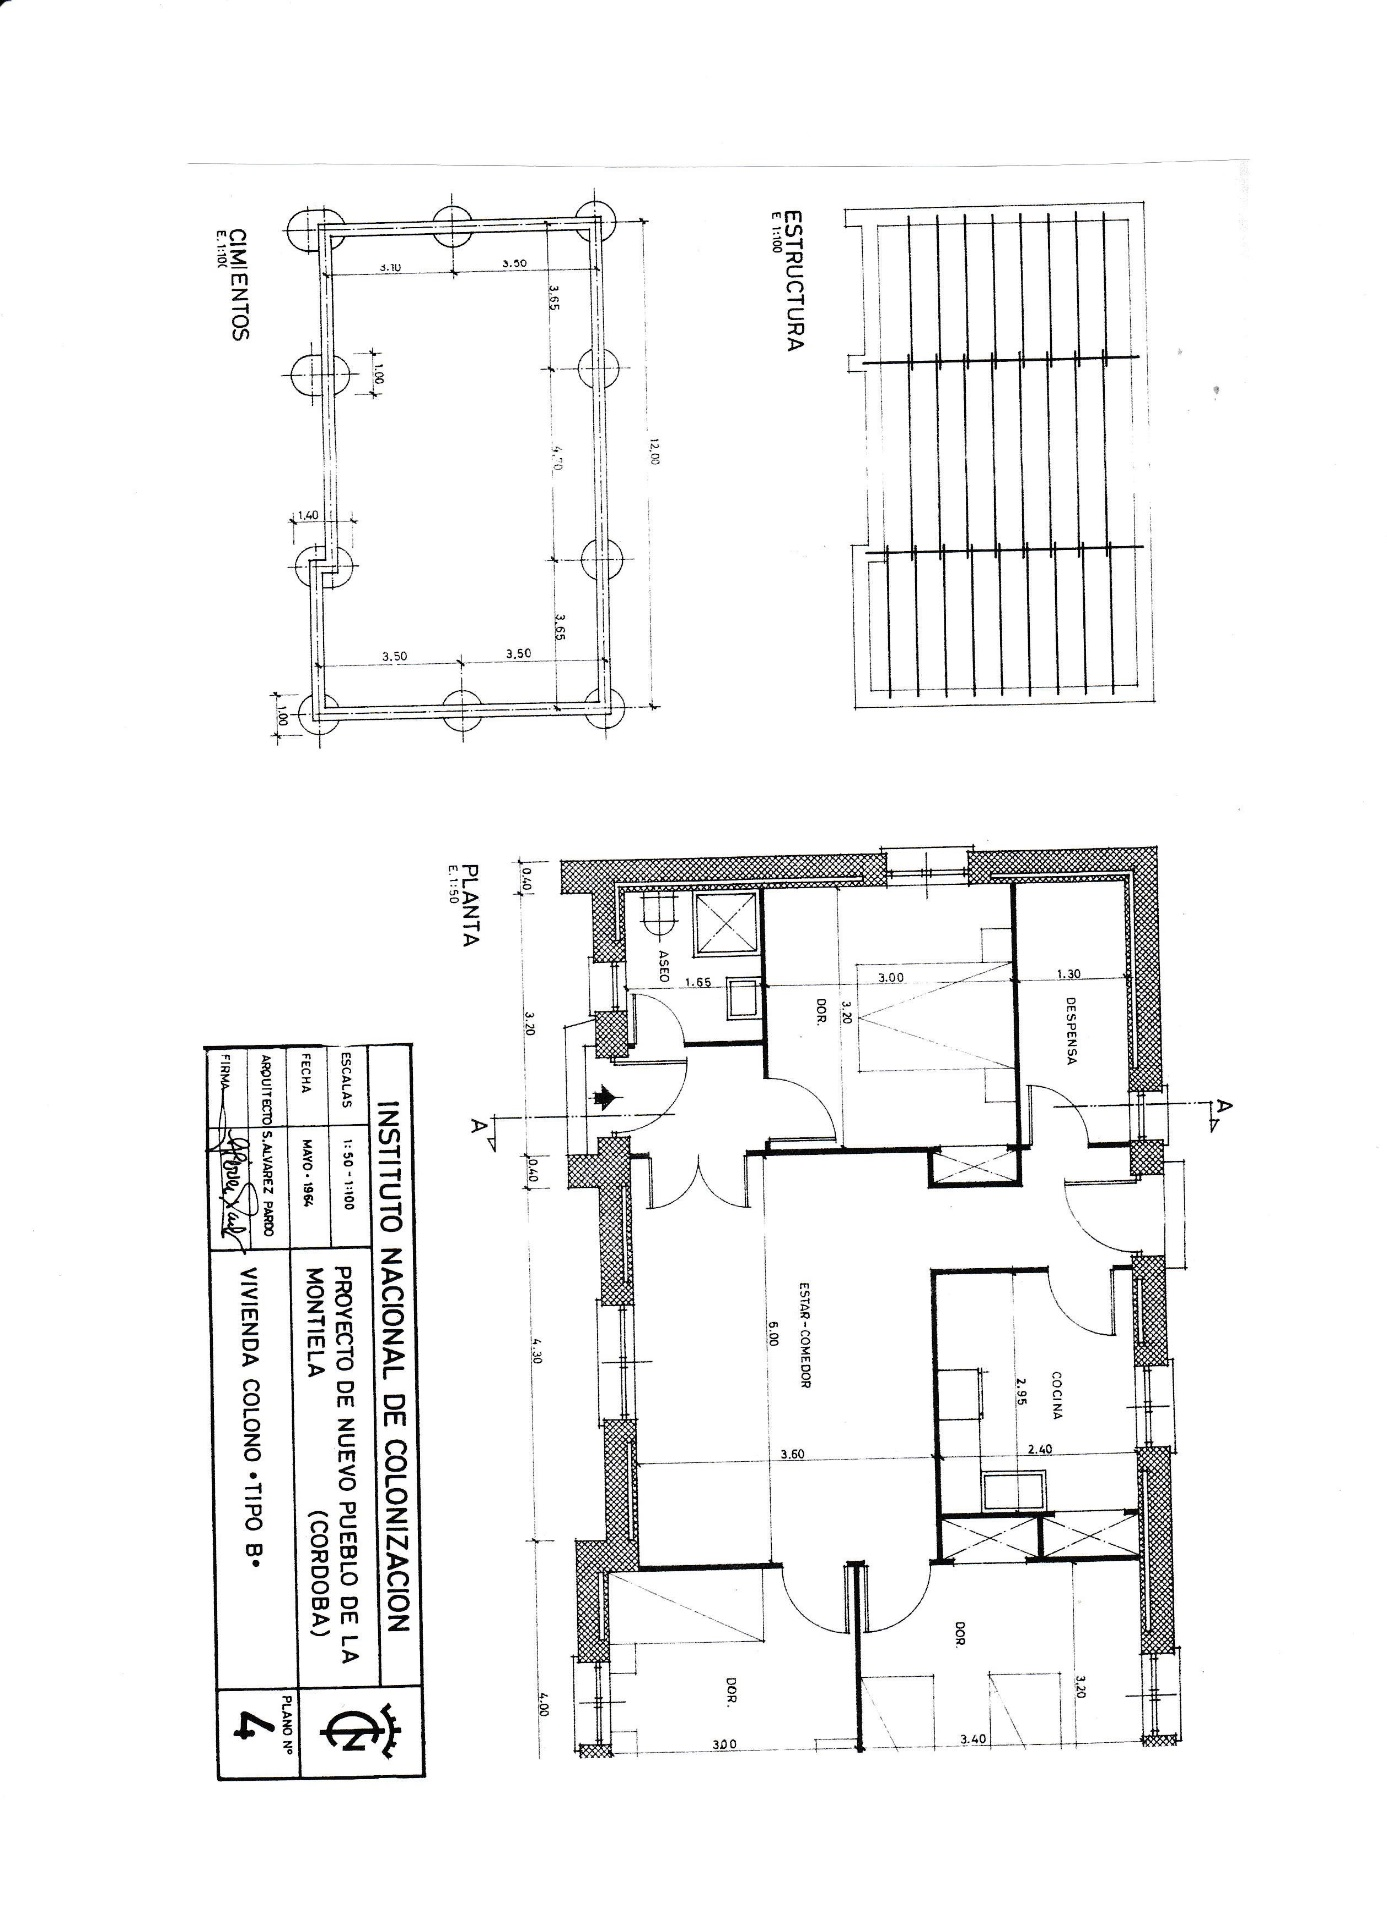 ESTRUCTURA
E 1:100
CIMIENTOS
3.10
3.50
3.65
1.00
12,00
1.40
3.65
3.50
3.50
1.00
PLANTA
E. 1:50
0.40
3.20
0.40
4.30
4.00
ASEO
1.65
DOR.
3.20
3.00
DESPENSA
1.30
A
A
ESTAR-COMEDOR
6.00
3.60
COCINA
2.95
2.40
DOR.
3.00
DOR.
3.20
3.40
INSTITUTO NACIONAL DE COLONIZACION
ESCALAS 1:50 - 1:100
FECHA MAYO - 1964
ARQUITECTO S. ALVAREZ PARDO
FIRMA
PROYECTO DE NUEVO PUEBLO DE LA
MONTIELA (CORDOBA)
VIVIENDA COLONO • TIPO B •
PLANO Nº
4